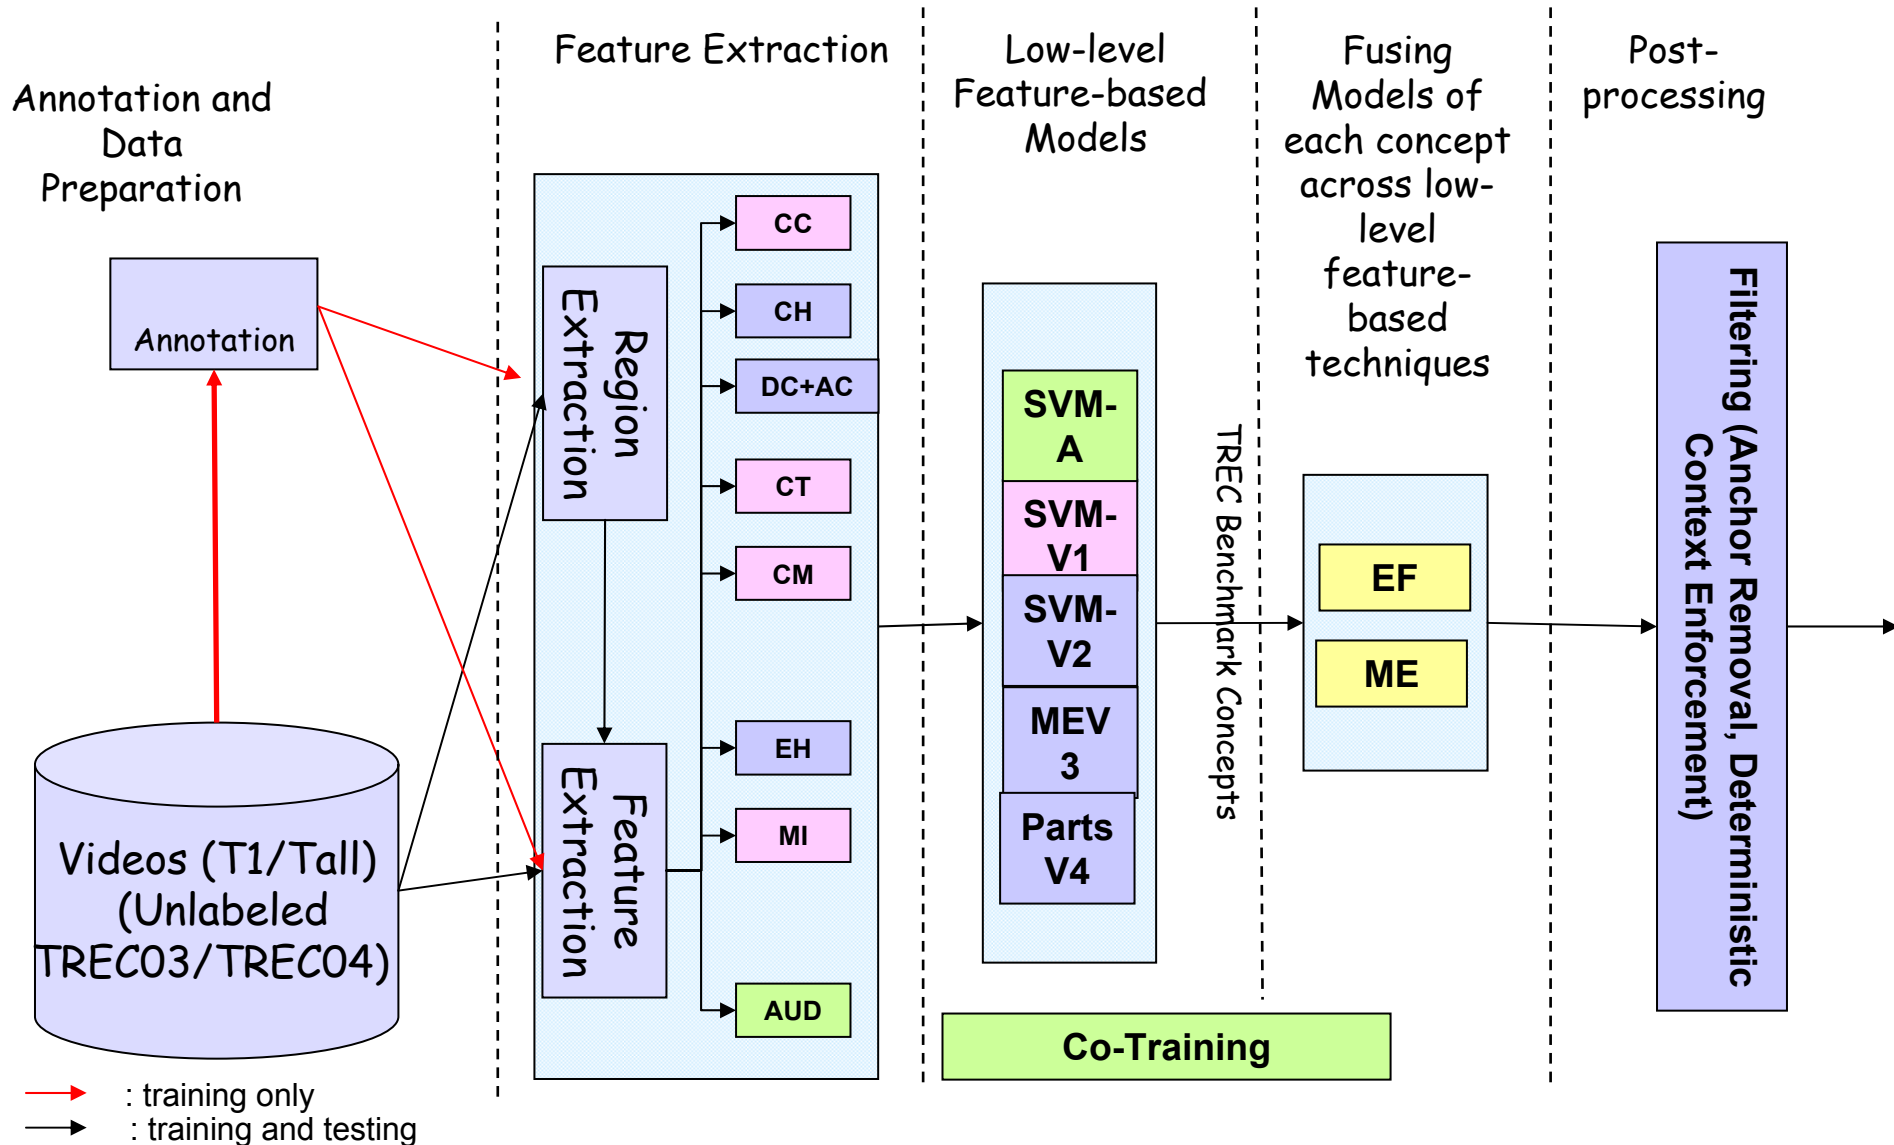 Annotation and
Data
Preparation
Feature Extraction
Low-level
Feature-based
Models
Fusing
Models of
each concept
across low-
level
feature-
based
techniques
Post-
processing
Annotation
Videos (T1/Tall)
(Unlabeled
TREC03/TREC04)
Region
Extraction
Feature
Extraction
CC
CH
DC+AC
CT
CM
EH
MI
AUD
SVM-
A
SVM-
V1
SVM-
V2
MEV
3
Parts
V4
TREC Benchmark Concepts
EF
ME
Filtering (Anchor Removal, Deterministic
Context Enforcement)
Co-Training
: training only
: training and testing